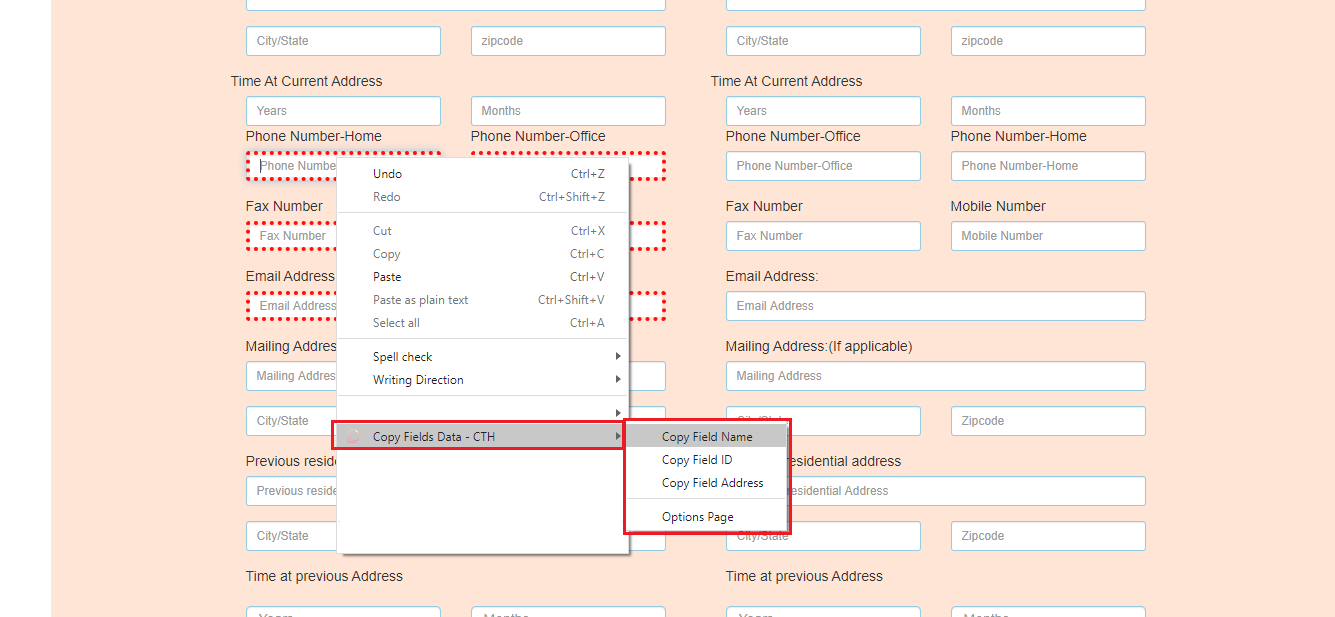 City/State zipcode City/State zipcode
Time At Current Address Time At Current Address
Years Months Years Months
Phone Number-Home Phone Number-Office Phone Number-Office Phone Number-Home
Phone Numbe Phone Number-Office Phone Number-Home
Undo Ctrl+Z
Redo Ctrl+Shift+Z
Fax Number Fax Number Mobile Number
Cut Ctrl+X
Fax Number Fax Number Mobile Number
Copy Ctrl+C
Email Address Email Address:
Paste Ctrl+V
Paste as plain text Ctrl+Shift+V
Email Address Email Address
Select all Ctrl+A
Mailing Addres Mailing Address:(If applicable)
Spell check
Mailing Addres Mailing Address
Writing Direction
City/State City/State Zipcode
Copy Fields Data - CTH Copy Field Name
Copy Field ID
Previous reside esidential address
Copy Field Address
Previous reside esidential Address
Options Page
City/State City/State Zipcode
Time at previous Address Time at previous Address
Years Months Years Months